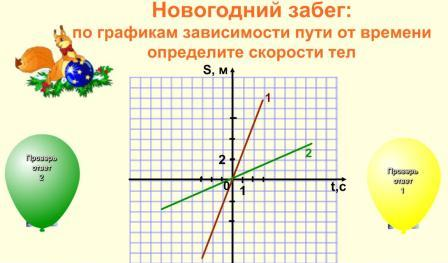 Новогодний забег:
по графикам зависимости пути от времени
определите скорости тел
S, м
1
2
2
0
1
t,с
Проверь
ответ
2
Проверь
ответ
1